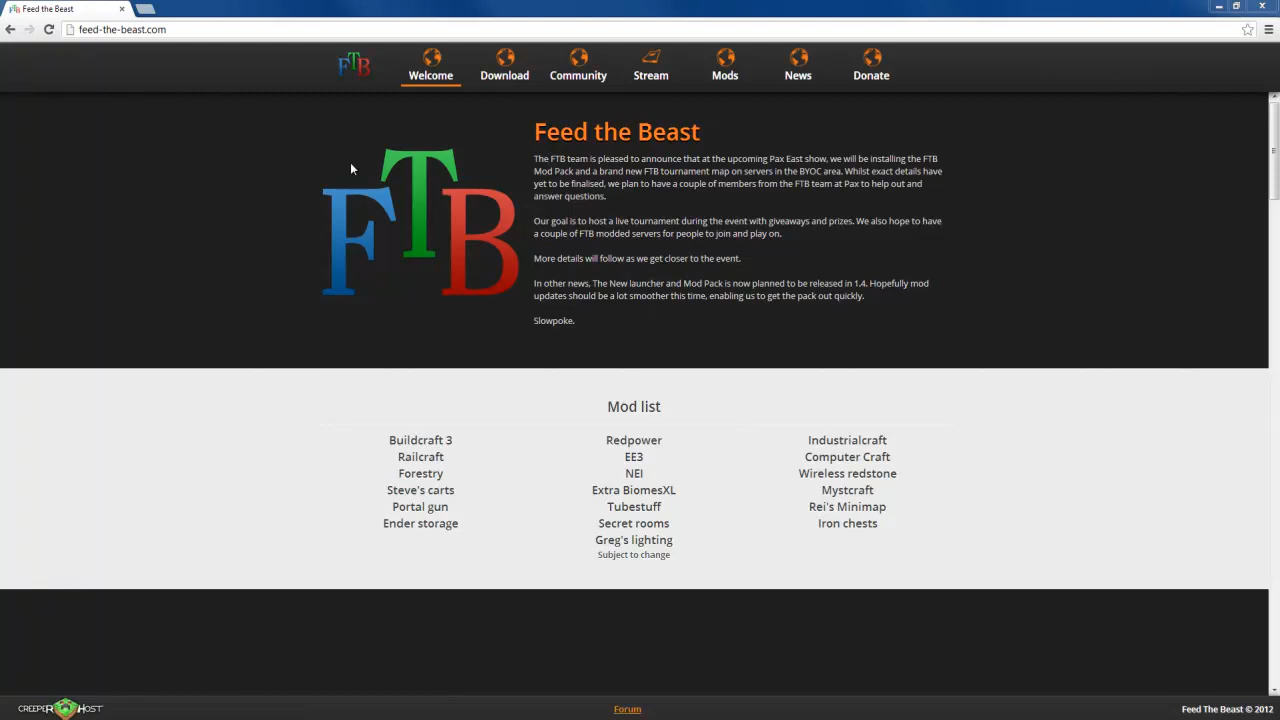 Feed the Beast
feed-the-beast.com
FTB
Welcome
Download
Community
Stream
Mods
News
Donate
FTB
Feed the Beast
The FTB team is pleased to announce that at the upcoming Pax East show, we will be installing the FTB
Mod Pack and a brand new FTB tournament map on servers in the BYOC area. Whilst exact details have
yet to be finalised, we plan to have a couple of members from the FTB team at Pax to help out and
answer questions.
Our goal is to host a live tournament during the event with giveaways and prizes. We also hope to have
a couple of FTB modded servers for people to join and play on.
More details will follow as we get closer to the event.
In other news, The New launcher and Mod Pack is now planned to be released in 1.4. Hopefully mod
updates should be a lot smoother this time, enabling us to get the pack out quickly.
Slowpoke.
Mod list
Buildcraft 3
Railcraft
Forestry
Steve's carts
Portal gun
Ender storage
Redpower
EE3
NEI
Extra BiomesXL
Tubestuff
Secret rooms
Greg's lighting
Subject to change
Industrialcraft
Computer Craft
Wireless redstone
Mystcraft
Rei's Minimap
Iron chests
CREEPER HOST
Forum
Feed The Beast © 2012